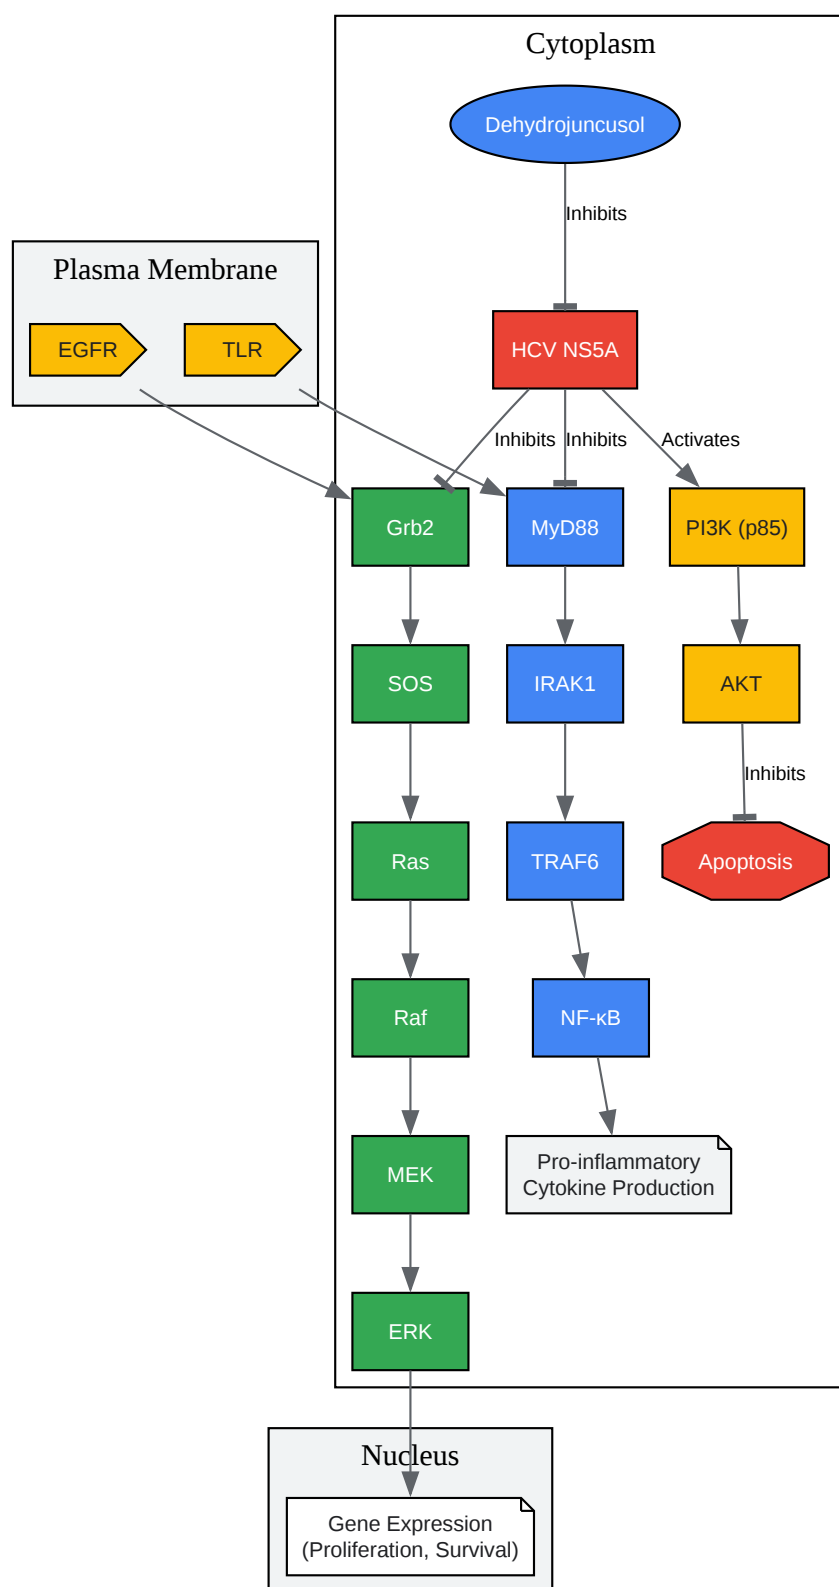 Cytoplasm
Dehydrojuncusol
Inhibits
Plasma Membrane
EGFR
TLR
HCV NS5A
Inhibits
Inhibits
Activates
Grb2
MyD88
PI3K (p85)
SOS
IRAK1
AKT
Inhibits
Ras
TRAF6
Apoptosis
Raf
NF-κB
MEK
Pro-inflammatory
Cytokine Production
ERK
Nucleus
Gene Expression
(Proliferation, Survival)